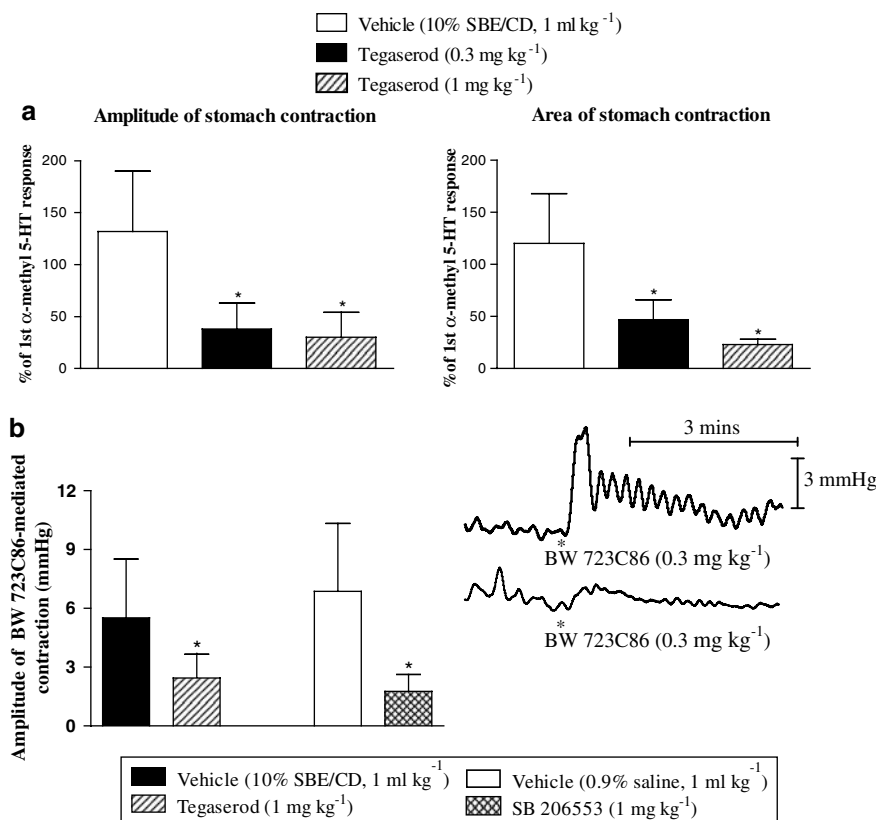 Vehicle (10% SBE/CD, 1 ml kg⁻¹)
Tegaserod (0.3 mg kg⁻¹)
Tegaserod (1 mg kg⁻¹)
a
Amplitude of stomach contraction
% of 1st α-methyl 5-HT response
200
150
100
50
0
*
*
Area of stomach contraction
% of 1st α-methyl 5-HT response
200
150
100
50
0
*
*
b
Amplitude of BW 723C86-mediated
contraction (mmHg)
12
9
6
3
0
*
*
3 mins
3 mmHg
*
BW 723C86 (0.3 mg kg⁻¹)
*
BW 723C86 (0.3 mg kg⁻¹)
Vehicle (10% SBE/CD, 1 ml kg⁻¹)
Vehicle (0.9% saline, 1 ml kg⁻¹)
Tegaserod (1 mg kg⁻¹)
SB 206553 (1 mg kg⁻¹)